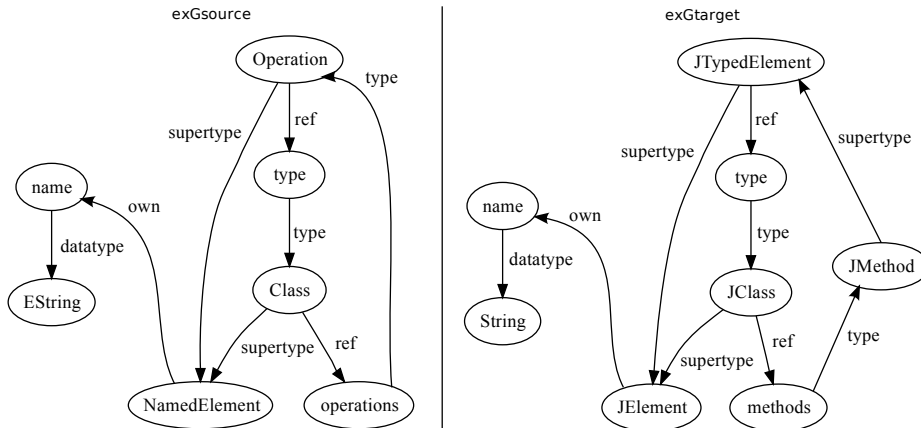 exGsource
Operation
type
supertype
ref
type
name
own
type
datatype
EString
Class
supertype
ref
NamedElement
operations
exGtarget
JTypedElement
ref
supertype
supertype
type
name
own
type
datatype
JMethod
JClass
String
ref
type
supertype
JElement
methods